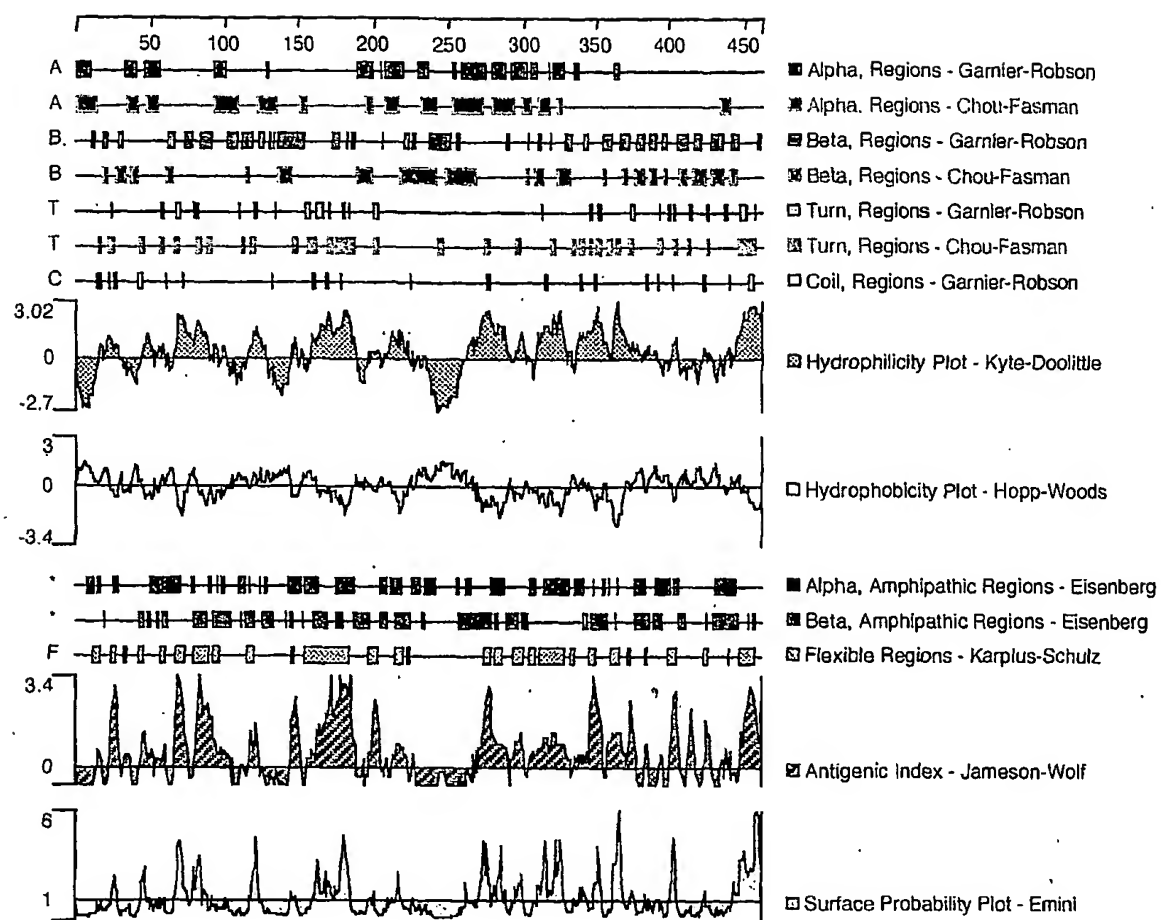 50 100 150 200 250 300 350 400 450
A Alpha, Regions - Garnier-Robson
A Alpha, Regions - Chou-Fasman
B. Beta, Regions - Garnier-Robson
B Beta, Regions - Chou-Fasman
T Turn, Regions - Garnier-Robson
T Turn, Regions - Chou-Fasman
C Coil, Regions - Garnier-Robson
3.02
0
Hydrophilicity Plot - Kyte-Doolittle
-2.7
3
0
Hydrophobicity Plot - Hopp-Woods
-3.4
* Alpha, Amphipathic Regions - Eisenberg
* Beta, Amphipathic Regions - Eisenberg
F Flexible Regions - Karplus-Schulz
3.4
0
Antigenic Index - Jameson-Wolf
6
1
Surface Probability Plot - Emini